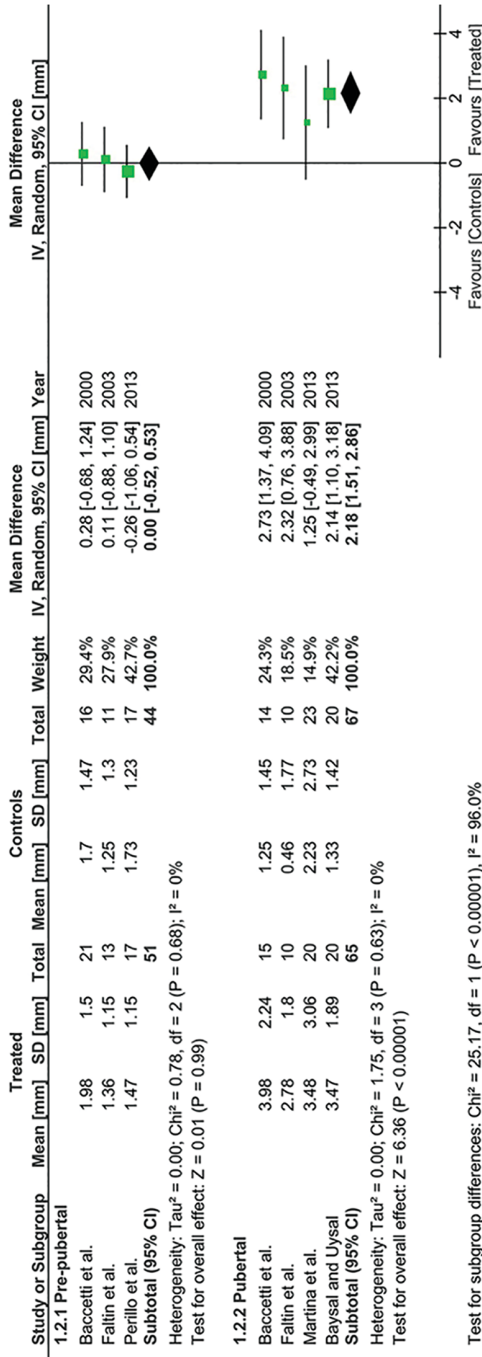 Treated Controls Mean Difference Mean Difference
Study or Subgroup Mean [mm] SD [mm] Total Mean [mm] SD [mm] Total Weight IV, Random, 95% CI [mm] Year IV, Random, 95% CI [mm]
1.2.1 Pre-pubertal
Baccetti et al. 1.98 1.5 21 1.7 1.47 16 29.4% 0.28 [-0.68, 1.24] 2000
Faltin et al. 1.36 1.15 13 1.25 1.3 11 27.9% 0.11 [-0.88, 1.10] 2003
Perillo et al. 1.47 1.15 17 1.73 1.23 17 42.7% -0.26 [-1.06, 0.54] 2013
Subtotal (95% CI) 51 44 100.0% 0.00 [-0.52, 0.53]
Heterogeneity: Tau² = 0.00; Chi² = 0.78, df = 2 (P = 0.68); I² = 0%
Test for overall effect: Z = 0.01 (P = 0.99)
1.2.2 Pubertal
Baccetti et al. 3.98 2.24 15 1.25 1.45 14 24.3% 2.73 [1.37, 4.09] 2000
Faltin et al. 2.78 1.8 10 0.46 1.77 10 18.5% 2.32 [0.76, 3.88] 2003
Martina et al. 3.48 3.06 20 2.23 2.73 23 14.9% 1.25 [-0.49, 2.99] 2013
Baysal and Uysal 3.47 1.89 20 1.33 1.42 20 42.2% 2.14 [1.10, 3.18] 2013
Subtotal (95% CI) 65 67 100.0% 2.18 [1.51, 2.86]
Heterogeneity: Tau² = 0.00; Chi² = 1.75, df = 3 (P = 0.63); I² = 0%
Test for overall effect: Z = 6.36 (P < 0.00001)
-4 -2 0 2 4
Favours [Controls] Favours [Treated]
Test for subgroup differences: Chi² = 25.17, df = 1 (P < 0.00001), I² = 96.0%